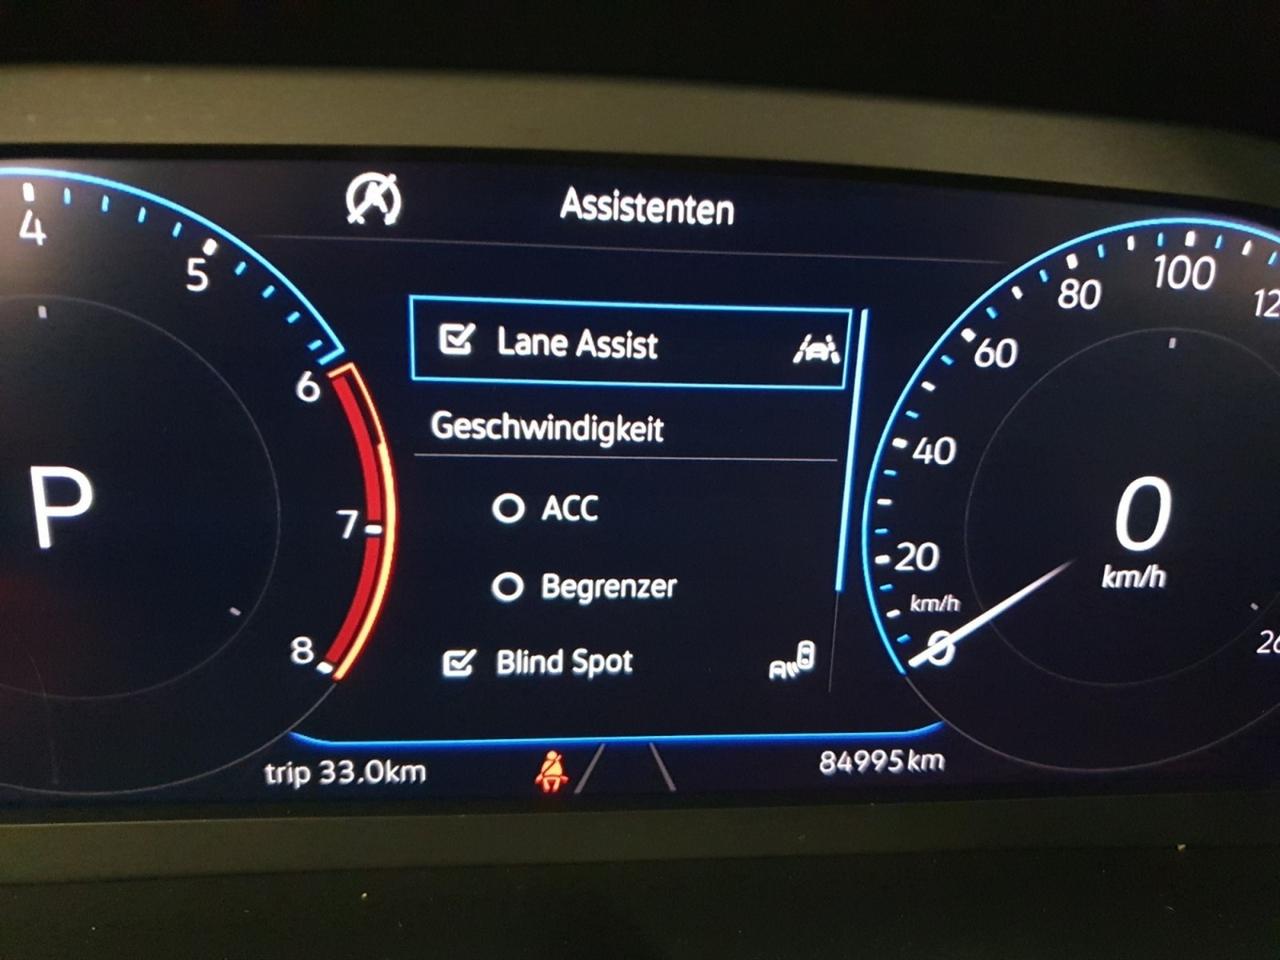 Assistenten
4
5
6
7
8
P
Lane Assist
Geschwindigkeit
ACC
Begrenzer
Blind Spot
100
80
60
40
20
km/h
0
0
km/h
trip 33.0km
84995km